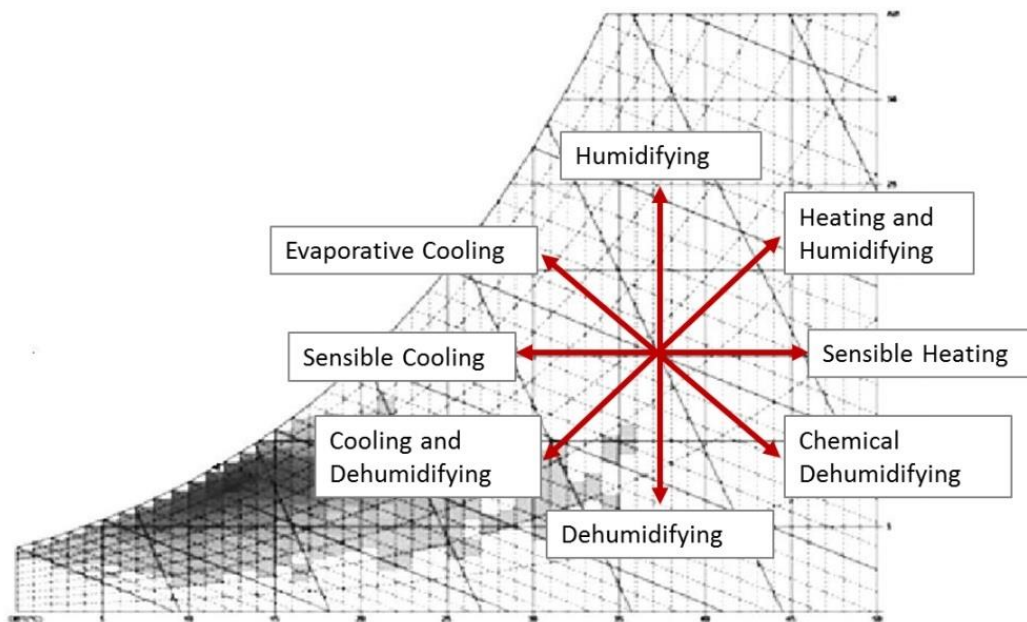 Humidifying
Heating and
Humidifying
Evaporative Cooling
Sensible Cooling
Sensible Heating
Cooling and
Dehumidifying
Chemical
Dehumidifying
Dehumidifying